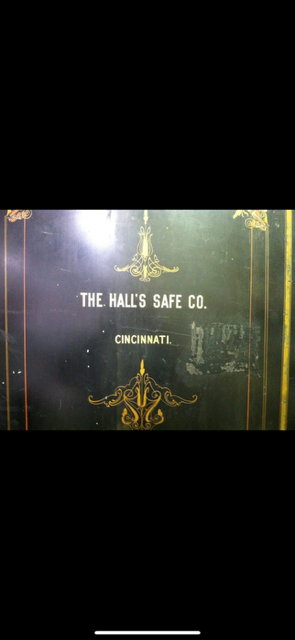 THE. HALL'S SAFE CO.
CINCINNATI.